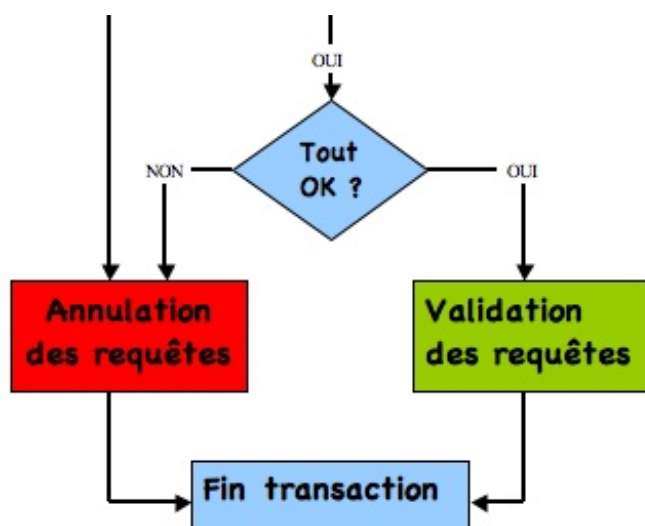 OUI
Tout
OK ?
NON
OUI
Annulation
des requêtes
Validation
des requêtes
Fin transaction